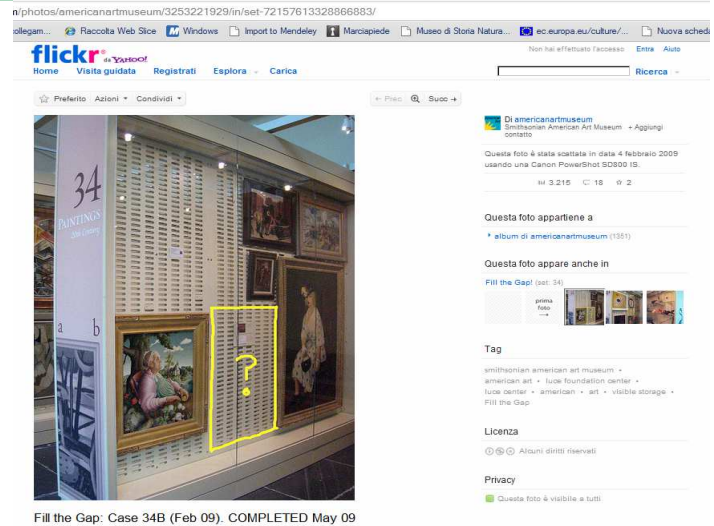 m/photos/americanartmuseum/3253221929/in/set-72157613328866883/
ollegam... Raccolta Web Slice Windows Import to Mendeley Marciapiede Museo di Storia Natura... ec.europa.eu/culture/... Nuova scheda
flickr da YAHOO!
Non hai effettuato l'accesso Entra Aiuto
Home Visita guidata Registrati Esplora Carica
Ricerca
Preferito Azioni Condividi
← Prec Succ →
34
PAINTINGS
20th Century
a b
?
Fill the Gap: Case 34B (Feb 09). COMPLETED May 09
Di americanartmuseum
Smithsonian American Art Museum + Aggiungi
contatto
Questa foto è stata scattata in data 4 febbraio 2009
usando una Canon PowerShot SD800 IS.
3.215 18 2
Questa foto appartiene a
album di americanartmuseum (1351)
Questa foto appare anche in
Fill the Gap! (set: 34)
prima
foto
→
Tag
smithsonian american art museum •
american art • luce foundation center •
luce center • american • art • visible storage •
Fill the Gap
Licenza
Alcuni diritti riservati
Privacy
Questa foto è visibile a tutti